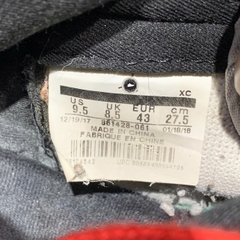 XC
US UK EUR cm
9.5 8.5 43 27.5
12/19/17 861428-061 01/18/18
MADE IN CHINA
FABRIQUÉ EN CHINE